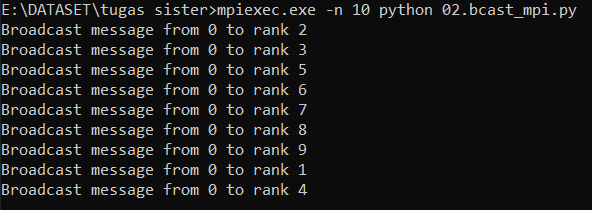 E:\DATASET\tugas sister>mpiexec.exe -n 10 python 02.bcast_mpi.py
Broadcast message from 0 to rank 2
Broadcast message from 0 to rank 3
Broadcast message from 0 to rank 5
Broadcast message from 0 to rank 6
Broadcast message from 0 to rank 7
Broadcast message from 0 to rank 8
Broadcast message from 0 to rank 9
Broadcast message from 0 to rank 1
Broadcast message from 0 to rank 4